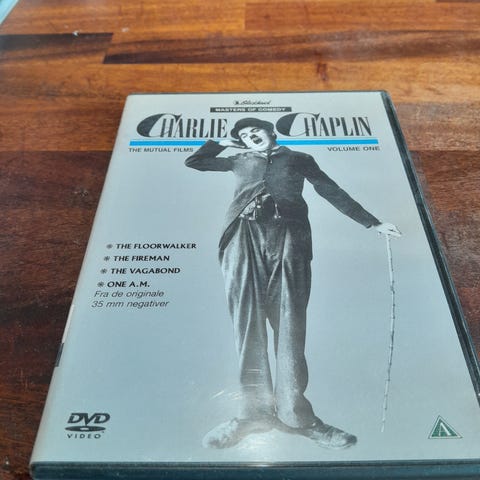 MASTERS OF COMEDY
CHARLIE CHAPLIN
THE MUTUAL FILMS
VOLUME ONE
THE FLOORWALKER
THE FIREMAN
THE VAGABOND
ONE A.M.
Fra de originale
35 mm negativer
DVD
VIDEO
A